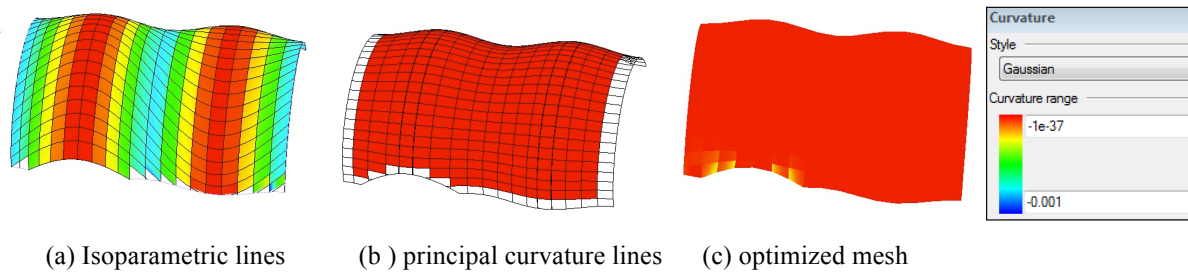 Curvature
Style
Gaussian
Curvature range
-1e-37
-0.001
(a) Isoparametric lines
(b ) principal curvature lines
(c) optimized mesh